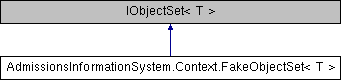 IObjectSet< T >
AdmissionsInformationSystem.Context.FakeObjectSet< T >